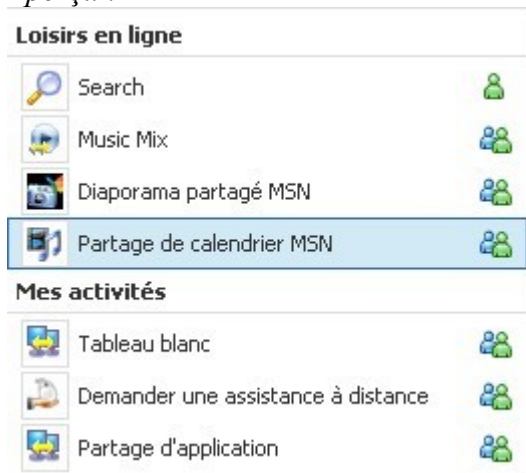 Loisirs en ligne
Search
Music Mix
Diaporama partagé MSN
Partage de calendrier MSN
Mes activités
Tableau blanc
Demander une assistance à distance
Partage d'application